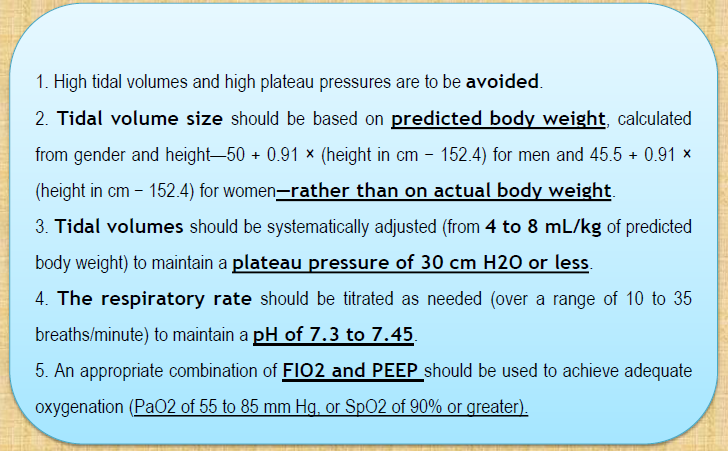 1. High tidal volumes and high plateau pressures are to be avoided.
2. Tidal volume size should be based on predicted body weight, calculated
from gender and height—50 + 0.91 × (height in cm − 152.4) for men and 45.5 + 0.91 ×
(height in cm − 152.4) for women—rather than on actual body weight.
3. Tidal volumes should be systematically adjusted (from 4 to 8 mL/kg of predicted
body weight) to maintain a plateau pressure of 30 cm H2O or less.
4. The respiratory rate should be titrated as needed (over a range of 10 to 35
breaths/minute) to maintain a pH of 7.3 to 7.45.
5. An appropriate combination of FIO2 and PEEP should be used to achieve adequate
oxygenation (PaO2 of 55 to 85 mm Hg, or SpO2 of 90% or greater).